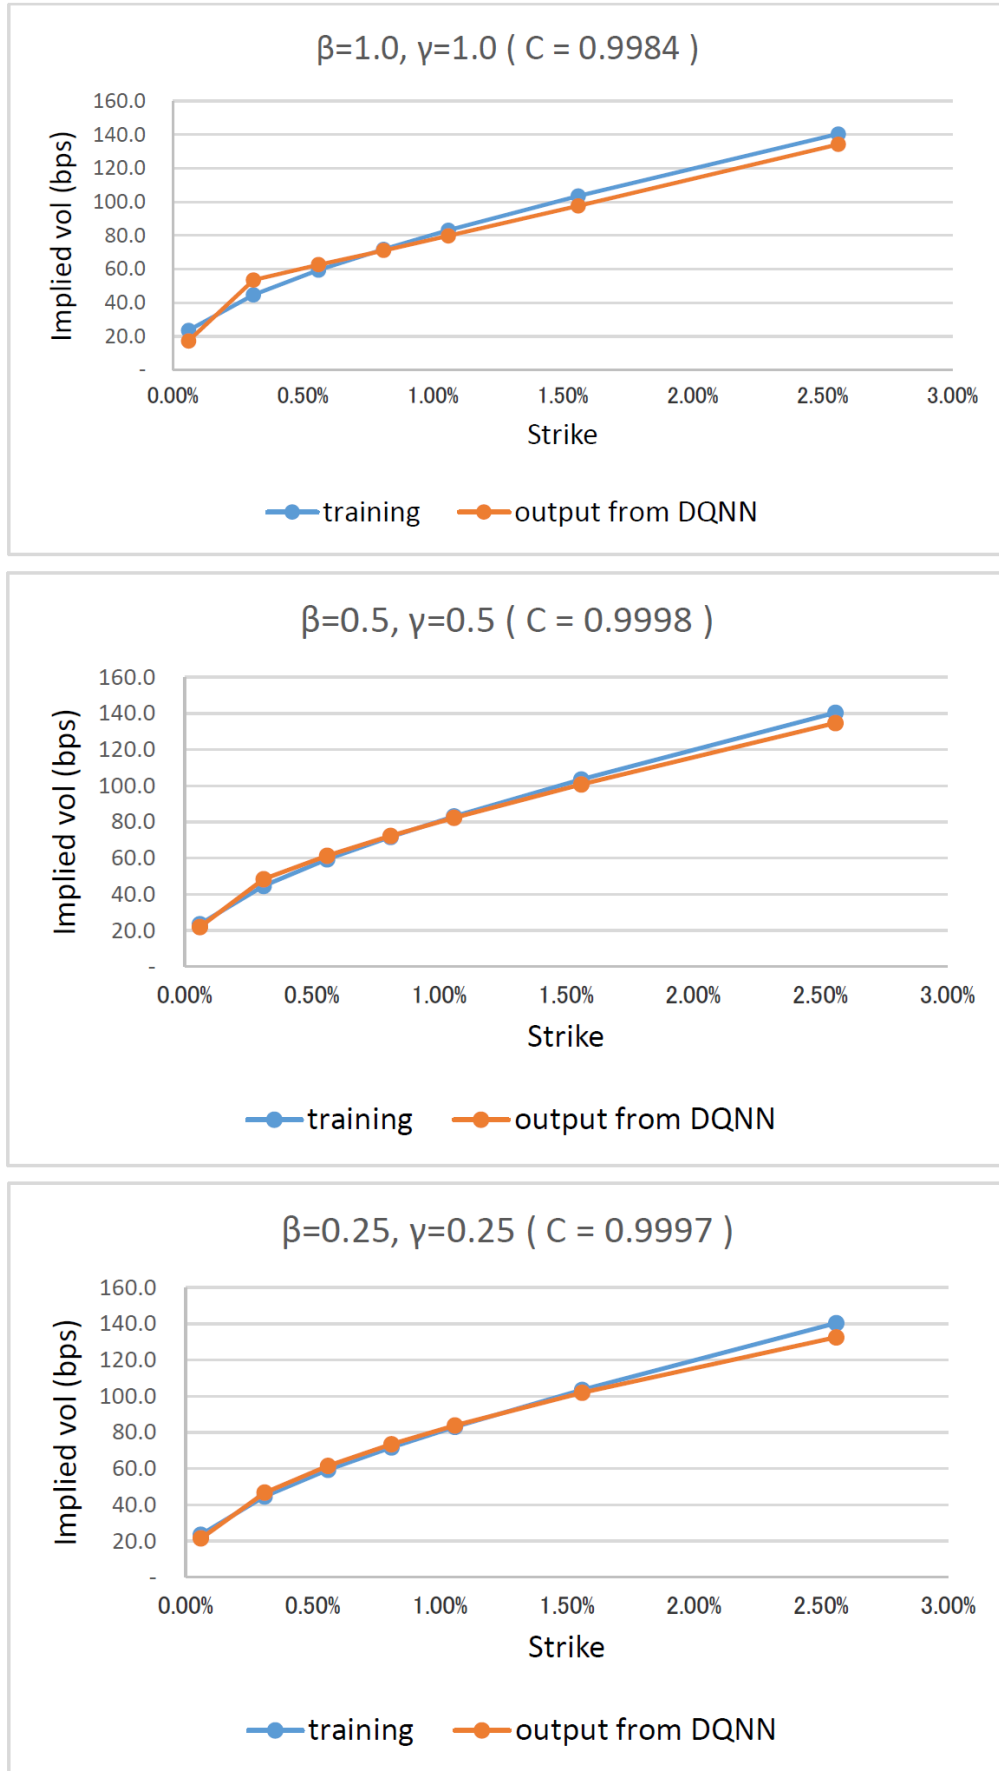 β=1.0, γ=1.0 ( C = 0.9984 )
160.0
140.0
120.0
100.0
80.0
60.0
40.0
20.0
-
Implied vol (bps)
0.00% 0.50% 1.00% 1.50% 2.00% 2.50% 3.00%
Strike
training output from DQNN
β=0.5, γ=0.5 ( C = 0.9998 )
160.0
140.0
120.0
100.0
80.0
60.0
40.0
20.0
-
Implied vol (bps)
0.00% 0.50% 1.00% 1.50% 2.00% 2.50% 3.00%
Strike
training output from DQNN
β=0.25, γ=0.25 ( C = 0.9997 )
160.0
140.0
120.0
100.0
80.0
60.0
40.0
20.0
-
Implied vol (bps)
0.00% 0.50% 1.00% 1.50% 2.00% 2.50% 3.00%
Strike
training output from DQNN